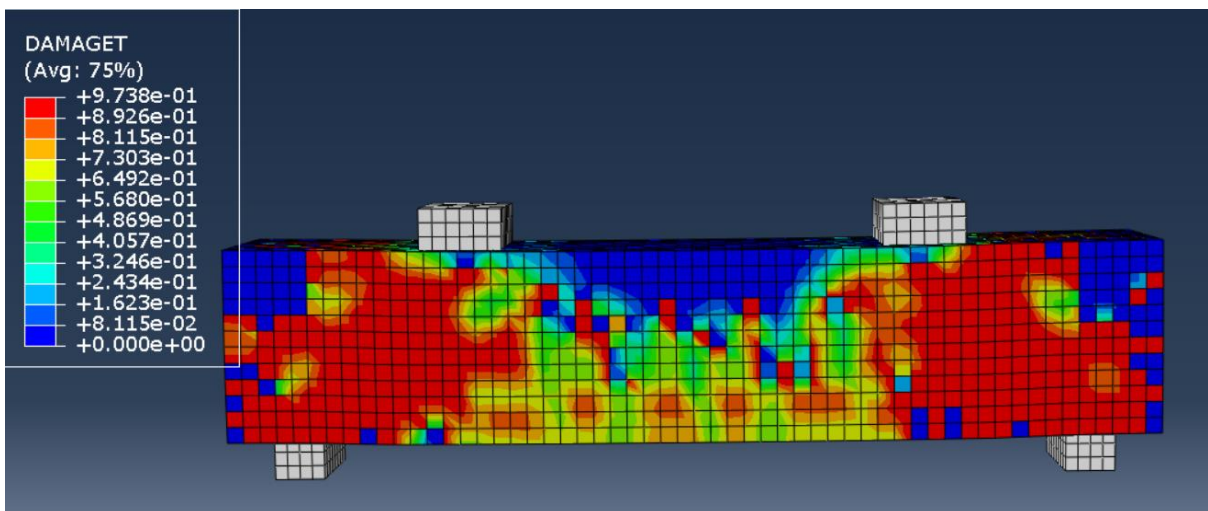 DAMAGET
(Avg: 75%)
+9.738e-01
+8.926e-01
+8.115e-01
+7.303e-01
+6.492e-01
+5.680e-01
+4.869e-01
+4.057e-01
+3.246e-01
+2.434e-01
+1.623e-01
+8.115e-02
+0.000e+00